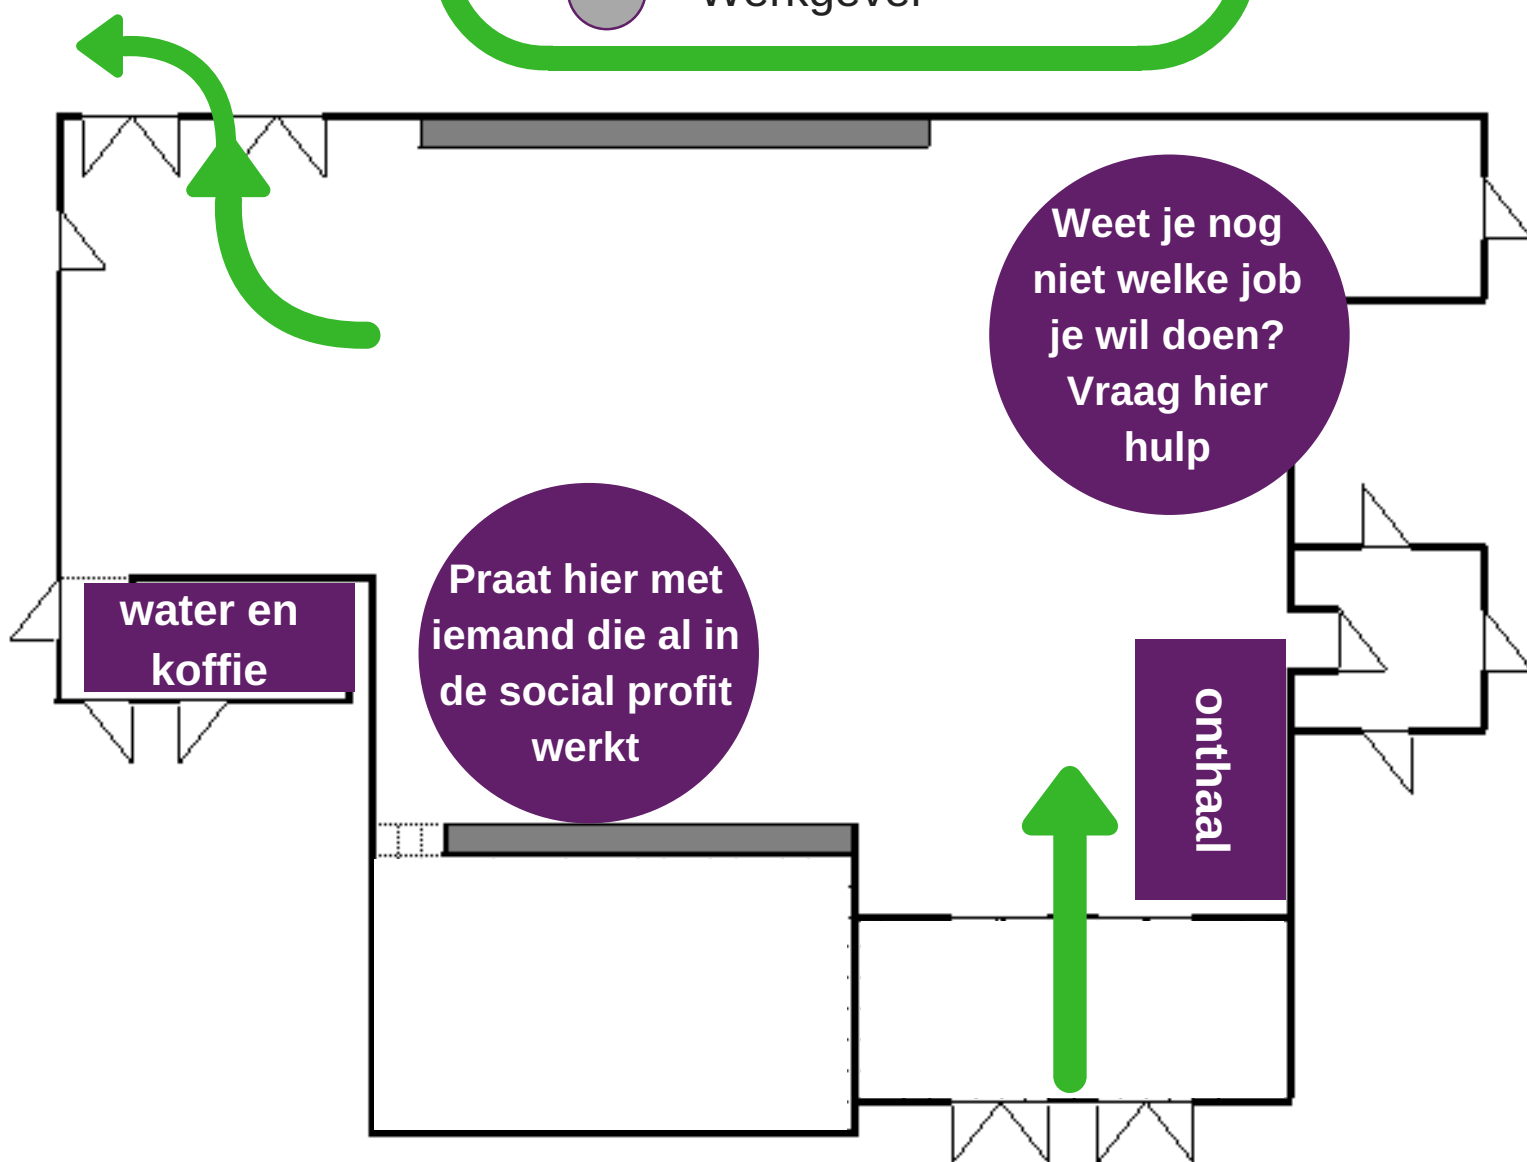 Werkgever
Weet je nog
niet welke job
je wil doen?
Vraag hier
hulp
Praat hier met
iemand die al in
de social profit
werkt
water en
koffie
onthaal